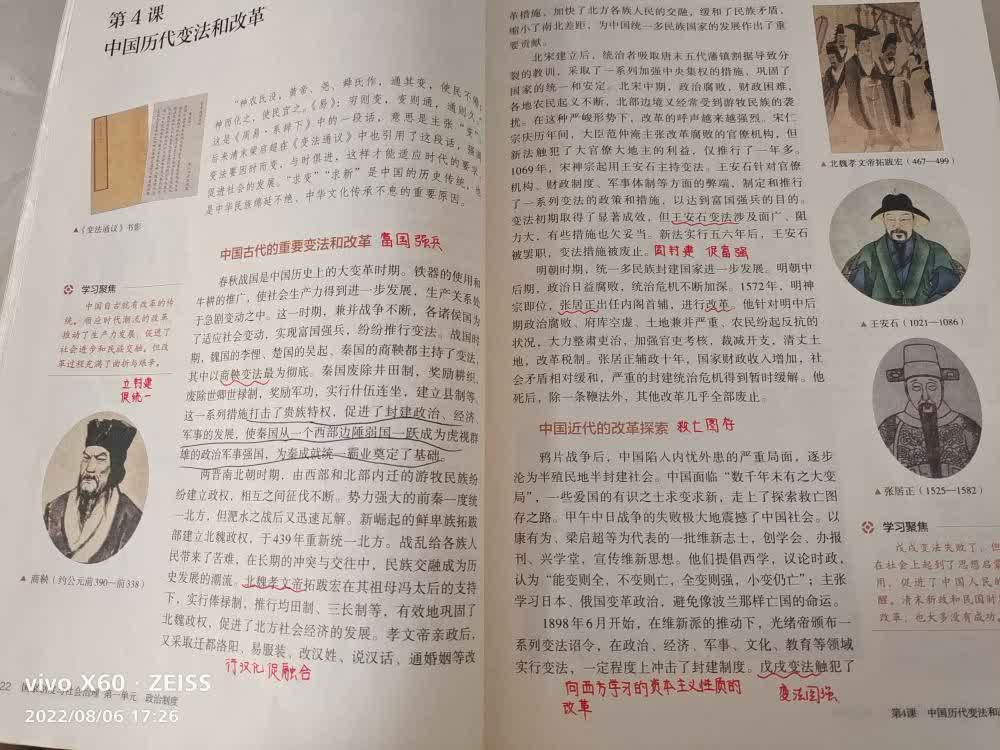 第4课
中国历代变法和改革
▲《变法通议》书影
“神农氏没，黄帝、尧、舜氏作，通其变，使民不倦，
神而化之，使民宜之。《易》：穷则变，变则通，通则久。”
这是《周易·系辞下》中的一段话，意思是主张“变”，
后来清末梁启超在《变法通议》中也引用了这段话，强调
变法要因时而变，与时俱进，这样才能适应时代的要求，
促进社会的发展。“求变”“求新”是中国的历史传统，也
是中华民族绵延不绝、中华文化传承不息的重要原因。
中国古代的重要变法和改革 富国强兵
学习聚焦
中国自古就有改革的传
统。顺应时代潮流的改革
推动了生产力发展，促进了
社会进步和民族交融。但改
革过程充满了曲折与艰辛。
立封建
促统一
▲ 商鞅（约公元前390—前338）
春秋战国是中国历史上的大变革时期。铁器的使用和
牛耕的推广，使社会生产力得到进一步发展，生产关系处
于急剧变动之中。这一时期，兼并战争不断，各诸侯国为
了适应社会变动，实现富国强兵，纷纷推行变法。战国时
期，魏国的李悝、楚国的吴起、秦国的商鞅都主持了变法，
其中以商鞅变法最为彻底。秦国废除井田制，奖励耕织，
废除世卿世禄制，奖励军功，实行什伍连坐，建立县制等。
这一系列措施打击了贵族特权，促进了封建政治、经济、
军事的发展，使秦国从一个西部边陲弱国一跃成为虎视群
雄的政治军事强国，为秦成就统一霸业奠定了基础。
两晋南北朝时期，由西部和北部内迁的游牧民族纷
纷建立政权，相互之间征伐不断。势力强大的前秦一度统
一北方，但淝水之战后又迅速瓦解。新崛起的鲜卑族拓跋
部建立北魏政权，于439年重新统一北方。战乱给各族人
民带来了苦难，在长期的冲突与交往中，民族交融成为历
史发展的潮流。北魏孝文帝拓跋宏在其祖母冯太后的支持
下，实行俸禄制，推行均田制、三长制等，有效地巩固了
北魏政权，促进了北方社会经济的发展。孝文帝亲政后，
又采取迁都洛阳、易服装、改汉姓、说汉话、通婚姻等改
行汉化促融合
22 国家制度与社会治理 第一单元 政治制度
vivo X60 · ZEISS
2022/08/06 17:26
革措施，加快了北方各族人民的交融，缓和了民族矛盾，
缩小了南北差距，为中国统一多民族国家的发展作出了重
要贡献。
北宋建立后，统治者吸取唐末五代藩镇割据导致分
裂的教训，采取了一系列加强中央集权的措施，巩固了
国家的统一和安定。北宋中期，政治腐败，财政困难，
各地农民起义不断，北部边境又经常受到游牧民族的袭
扰。在这种严峻形势下，改革的呼声越来越强烈。宋仁
宗庆历年间，大臣范仲淹主张改革腐败的官僚机构，但
新法触犯了大官僚大地主的利益，仅推行了一年多。
1069年，宋神宗起用王安石主持变法。王安石针对官僚
机构、财政制度、军事体制等方面的弊端，制定和推行
了一系列变法的政策和措施，以达到富国强兵的目的。
变法初期取得了显著成效，但王安石变法涉及面广、阻
力大，有些措施也欠妥当。新法实行五六年后，王安石
被罢职，变法措施被废止。 固封建 促富强
明朝时期，统一多民族封建国家进一步发展。明朝中
后期，政治日益腐败，统治危机不断加深。1572年，明神
宗即位，张居正出任内阁首辅，进行改革。他针对明中后
期政治腐败、府库空虚、土地兼并严重、农民纷起反抗的
状况，大力整肃吏治，加强官吏考核，裁减开支，清丈土
地，改革税制。张居正辅政十年，国家财政收入增加，社
会矛盾相对缓和，严重的封建统治危机得到暂时缓解。他
死后，除一条鞭法外，其他改革几乎全部废止。
中国近代的改革探索 救亡图存
鸦片战争后，中国陷入内忧外患的严重局面，逐步
沦为半殖民地半封建社会。中国面临“数千年未有之大变
局”，一些爱国的有识之士求变求新，走上了探索救亡图
存之路。甲午中日战争的失败极大地震撼了中国社会。以
康有为、梁启超等为代表的一批维新志士，创学会、办报
刊、兴学堂，宣传维新思想。他们提倡西学，议论时政，
认为“能变则全，不变则亡，全变则强，小变仍亡”；主张
学习日本、俄国变革政治，避免像波兰那样亡国的命运。
1898年6月开始，在维新派的推动下，光绪帝颁布一
系列变法诏令，在政治、经济、军事、文化、教育等领域
实行变法，一定程度上冲击了封建制度。戊戌变法触犯了
向西方学习的资本主义性质的
改革
变法图强
▲ 北魏孝文帝拓跋宏（467—499）
▲ 王安石（1021—1086）
▲ 张居正（1525—1582）
学习聚焦
戊戌变法失败了，但
在社会上起到了思想启蒙
用，促进了中国人民的
醒。清末新政和民国时
改革，也大多没有成功。
第4课 中国历代变法和